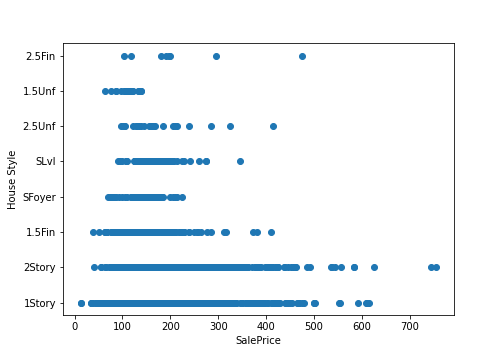 2.5Fin
1.5Unf
2.5Unf
SLvl
SFoyer
1.5Fin
2Story
1Story
House Style
0 100 200 300 400 500 600 700
SalePrice